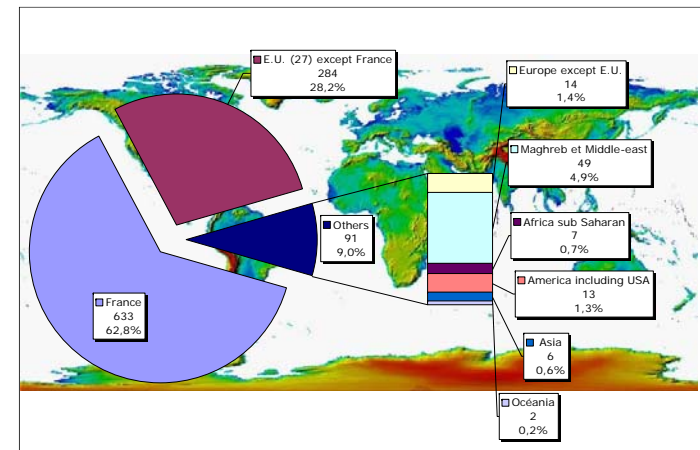 E.U. (27) except France
284
28,2%
Europe except E.U.
14
1,4%
Maghreb et Middle-east
49
4,9%
Africa sub Saharan
7
0,7%
Others
91
9,0%
America including USA
13
1,3%
France
633
62,8%
Asia
6
0,6%
Océania
2
0,2%